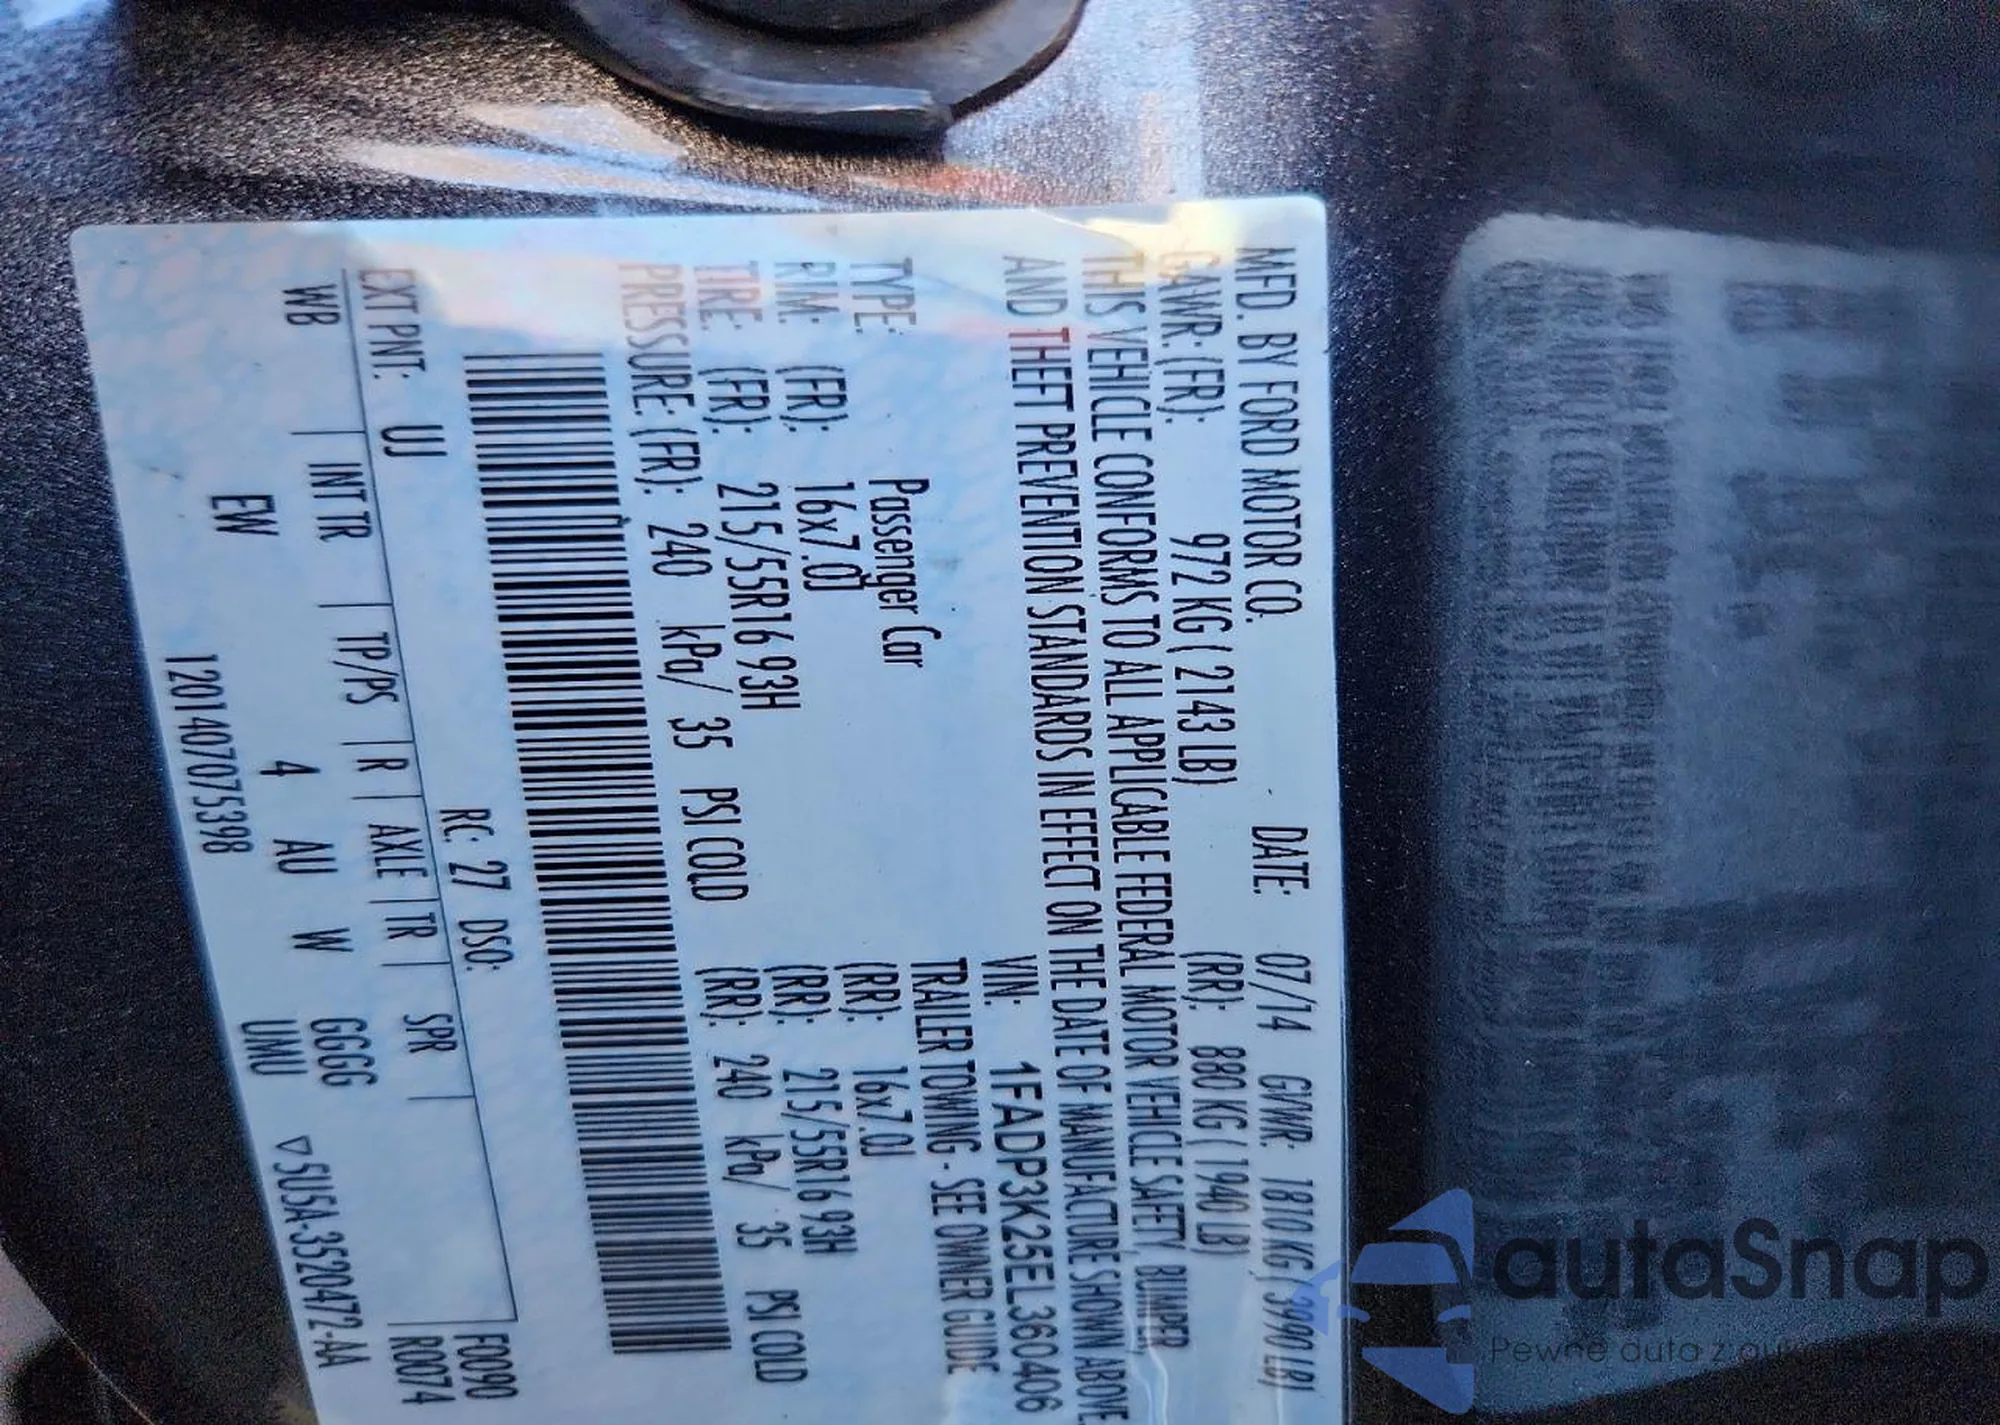 MFD. BY FORD MOTOR CO. DATE: 07/14 GVWR: 1810 KG ( 3990 LB)
GAWR: (FR): 972 KG ( 2143 LB) (RR): 880 KG ( 1940 LB)
THIS VEHICLE CONFORMS TO ALL APPLICABLE FEDERAL MOTOR VEHICLE SAFETY, BUMPER
AND THEFT PREVENTION STANDARDS IN EFFECT ON THE DATE OF MANUFACTURE SHOWN ABOVE.
VIN: 1FADP3K25EL360406
TYPE: Passenger Car TRAILER TOWING - SEE OWNER GUIDE
RIM: (FR): 16x7.0J (RR): 16x7.0J
TIRE: (FR): 215/55R16 93H (RR): 215/55R16 93H
PRESSURE: (FR): 240 kPa/ 35 PSI COLD (RR): 240 kPa/ 35 PSI COLD
RC: 27 DSO: F0090
EXT PNT: UJ R0074
WB | INT TR | TP/PS | R | AXLE | TR | SPR |
EW 4 AU W GGGG
UMU ▽5U5A-3520472-AA
1201407075398
autaSnap
Pewne auta z